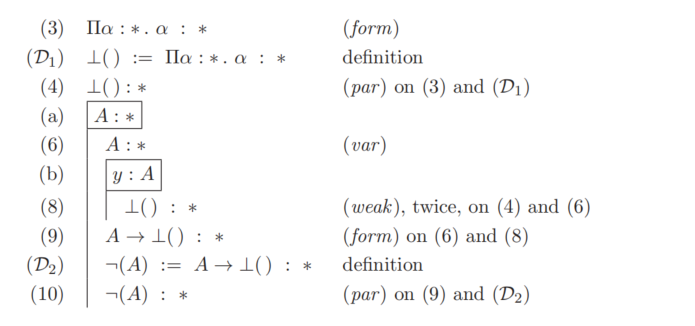 (3) Πα : ∗. α : ∗ (form)
(𝒟₁) ⊥( ) := Πα : ∗. α : ∗ definition
(4) ⊥( ) : ∗ (par) on (3) and (𝒟₁)
(a) A : ∗
(6) A : ∗ (var)
(b) y : A
(8) ⊥( ) : ∗ (weak), twice, on (4) and (6)
(9) A → ⊥( ) : ∗ (form) on (6) and (8)
(𝒟₂) ¬(A) := A → ⊥( ) : ∗ definition
(10) ¬(A) : ∗ (par) on (9) and (𝒟₂)